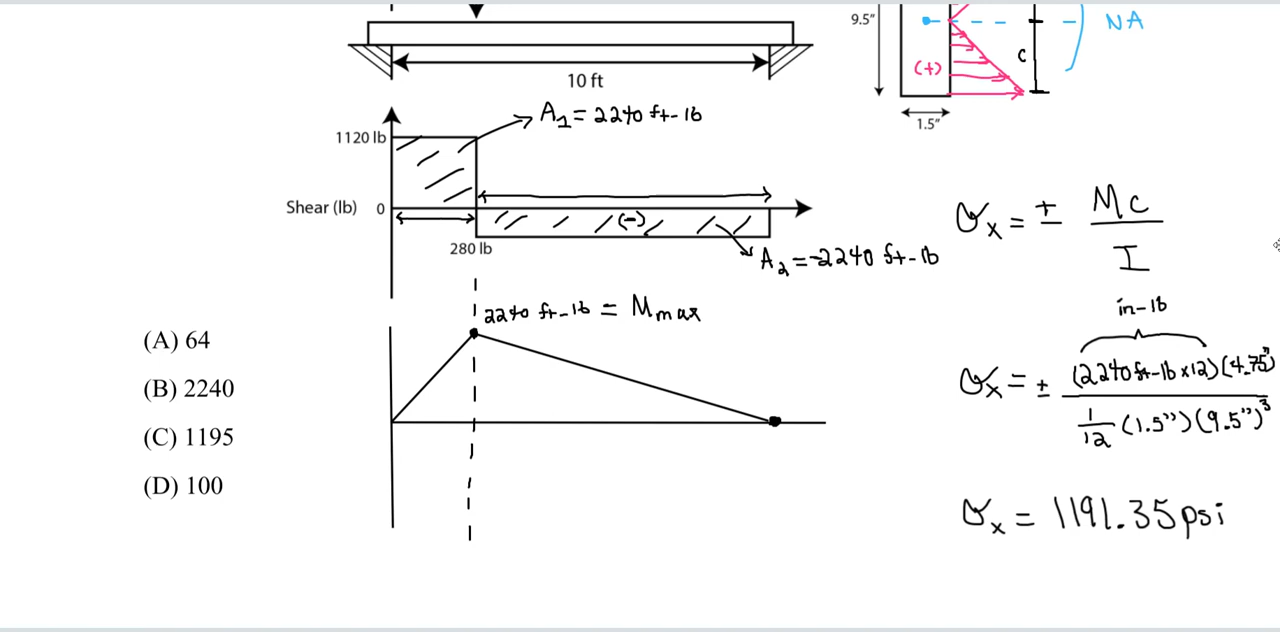 9.5"
NA
c
(+)
10 ft
1.5"
A1 = 2240 ft-lb
1120 lb
Shear (lb) 0
(-)
280 lb
A2 = -2240 ft-lb
σx = ± Mc / I
2240 ft-lb = Mmax
in-lb
σx = ± (2240 ft-lb x 12)(4.75") / 1/12 (1.5")(9.5")³
σx = 1191.35 psi
(A) 64
(B) 2240
(C) 1195
(D) 100